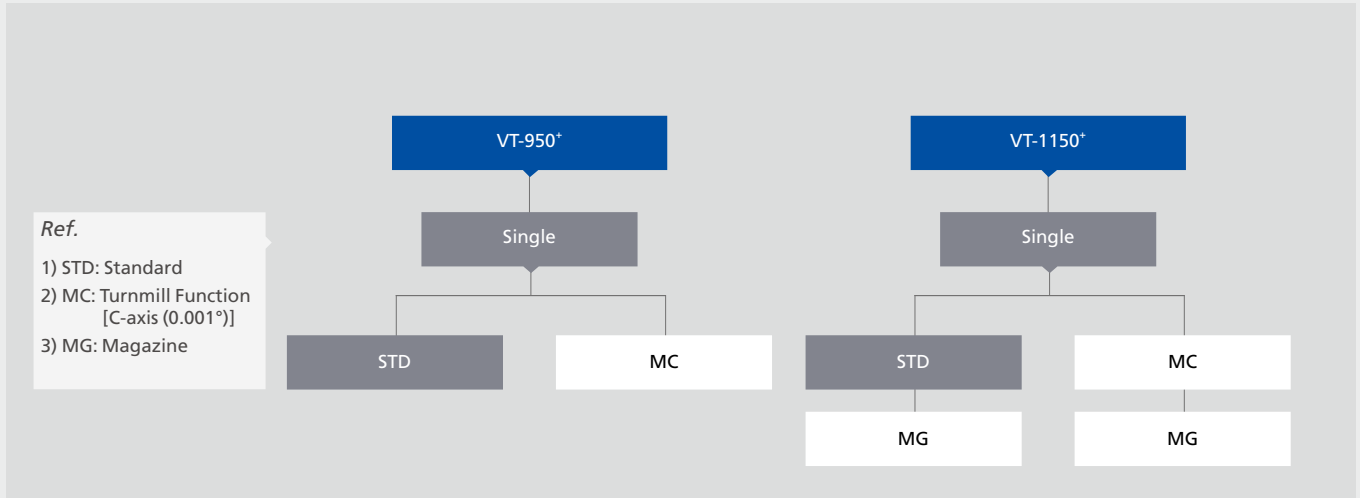 VT-950⁺
VT-1150⁺
Ref.
1) STD: Standard
2) MC: Turnmill Function
[C-axis (0.001°)]
3) MG: Magazine
Single
Single
STD
MC
STD
MC
MG
MG